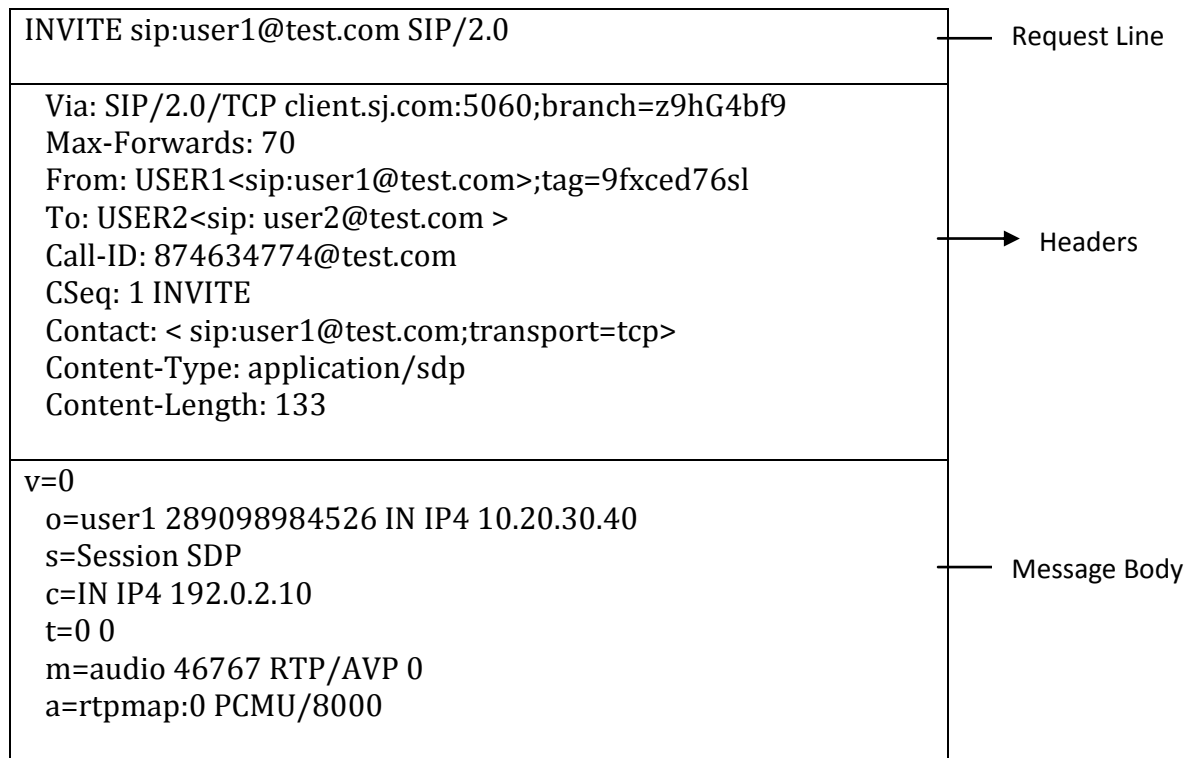 INVITE sip:user1@test.com SIP/2.0
Request Line
Via: SIP/2.0/TCP client.sj.com:5060;branch=z9hG4bf9
Max-Forwards: 70
From: USER1<sip:user1@test.com>;tag=9fxced76sl
To: USER2<sip: user2@test.com >
Call-ID: 874634774@test.com
CSeq: 1 INVITE
Contact: < sip:user1@test.com;transport=tcp>
Content-Type: application/sdp
Content-Length: 133
Headers
v=0
o=user1 289098984526 IN IP4 10.20.30.40
s=Session SDP
c=IN IP4 192.0.2.10
t=0 0
m=audio 46767 RTP/AVP 0
a=rtpmap:0 PCMU/8000
Message Body